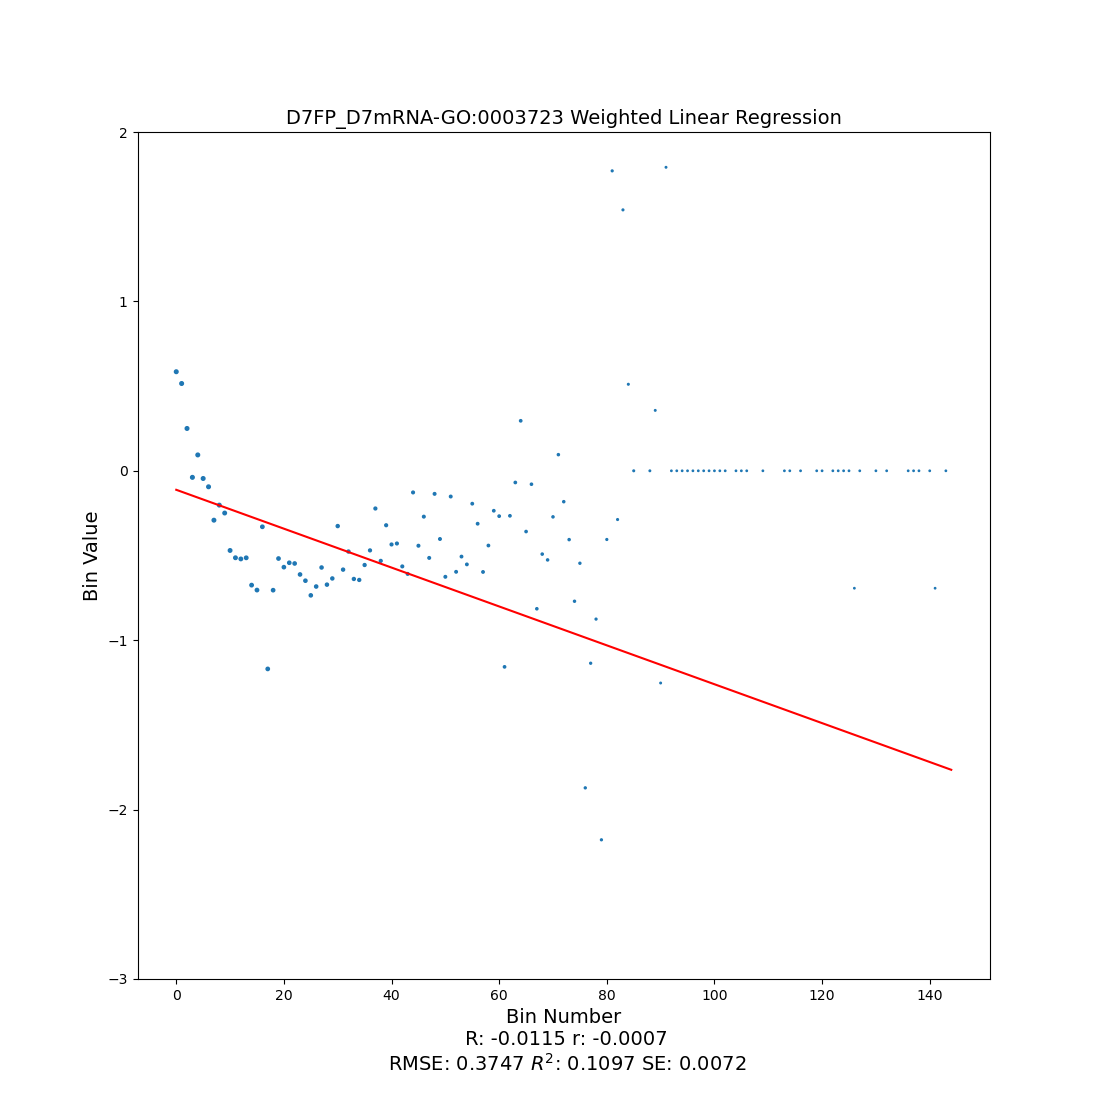 D7FP_D7mRNA-GO:0003723 Weighted Linear Regression
2
1
0
−1
−2
−3
Bin Value
0 20 40 60 80 100 120 140
Bin Number
R: -0.0115 r: -0.0007
RMSE: 0.3747 R²: 0.1097 SE: 0.0072